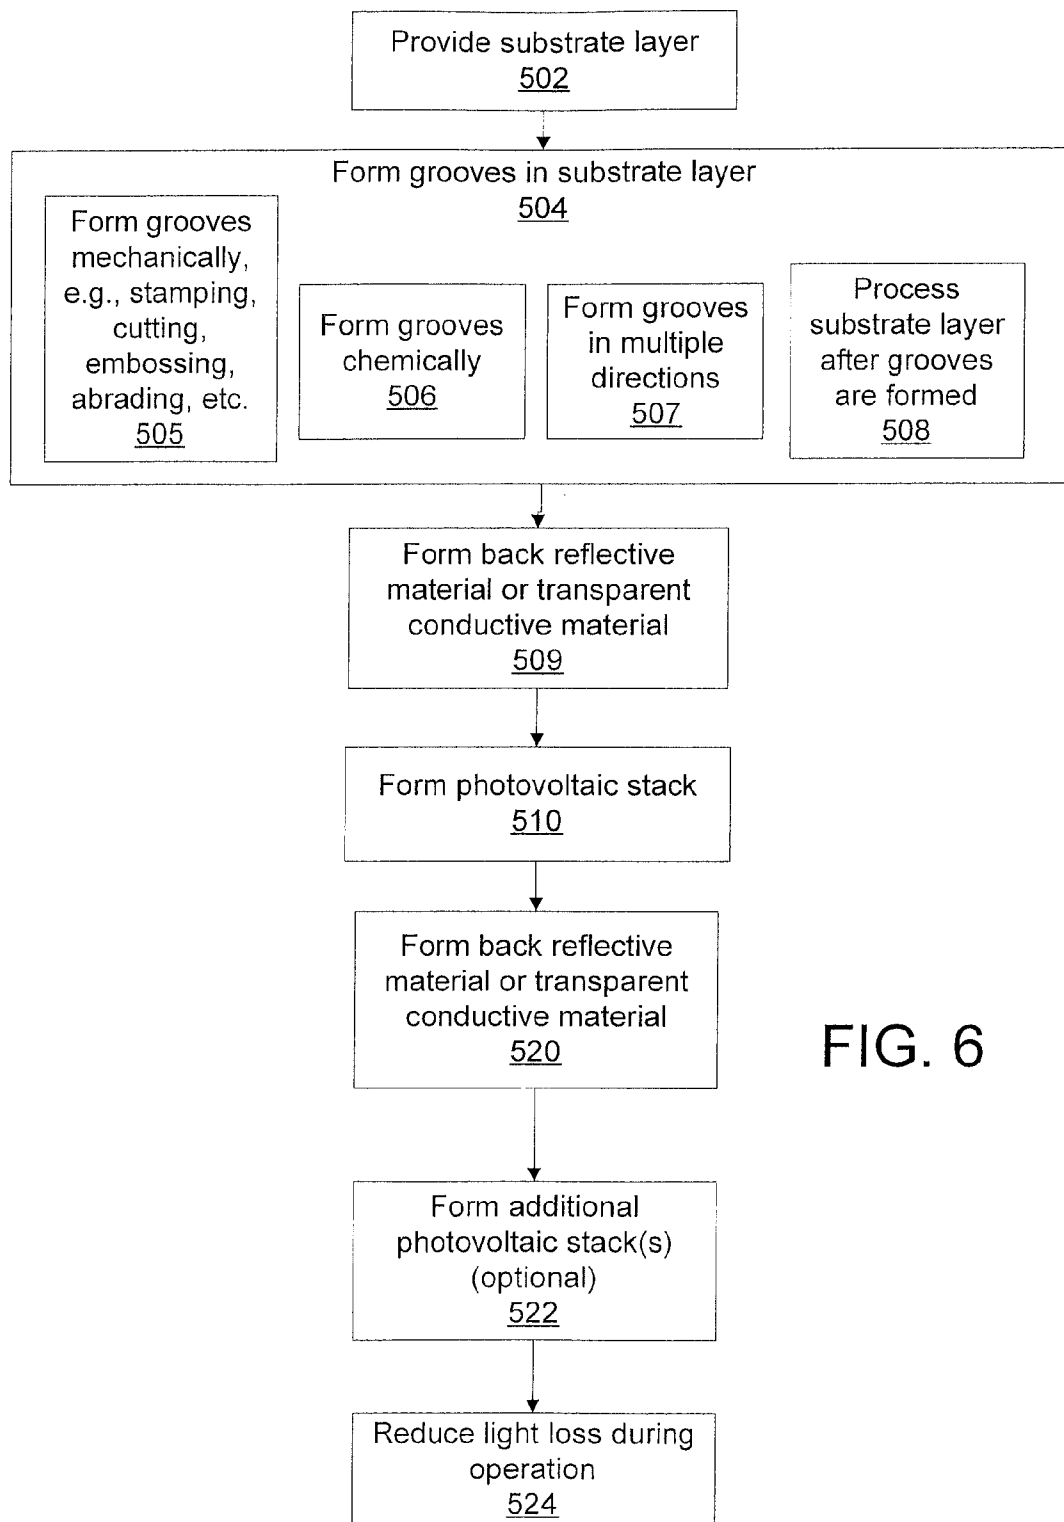 Provide substrate layer
502
Form grooves in substrate layer
504
Form grooves
mechanically,
e.g., stamping,
cutting,
embossing,
abrading, etc.
505
Form grooves
chemically
506
Form grooves
in multiple
directions
507
Process
substrate layer
after grooves
are formed
508
Form back reflective
material or transparent
conductive material
509
Form photovoltaic stack
510
Form back reflective
material or transparent
conductive material
520
FIG. 6
Form additional
photovoltaic stack(s)
(optional)
522
Reduce light loss during
operation
524